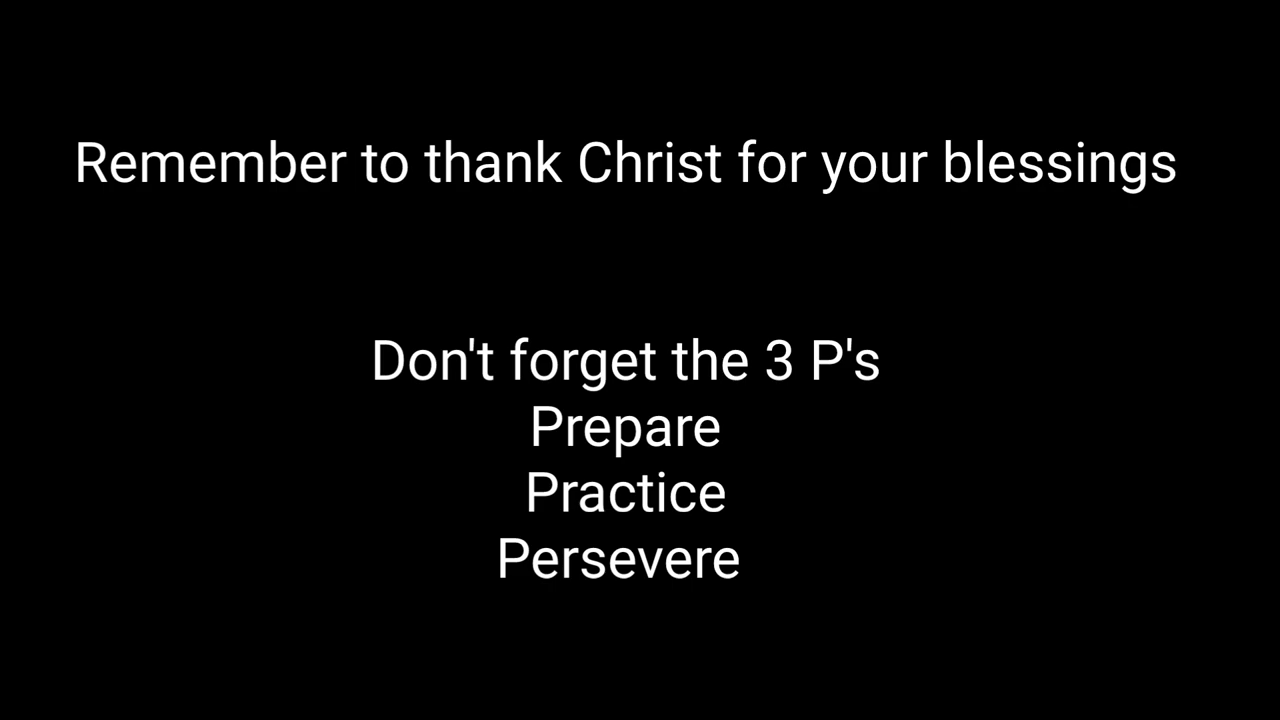 Remember to thank Christ for your blessings
Don't forget the 3 P's
Prepare
Practice
Persevere